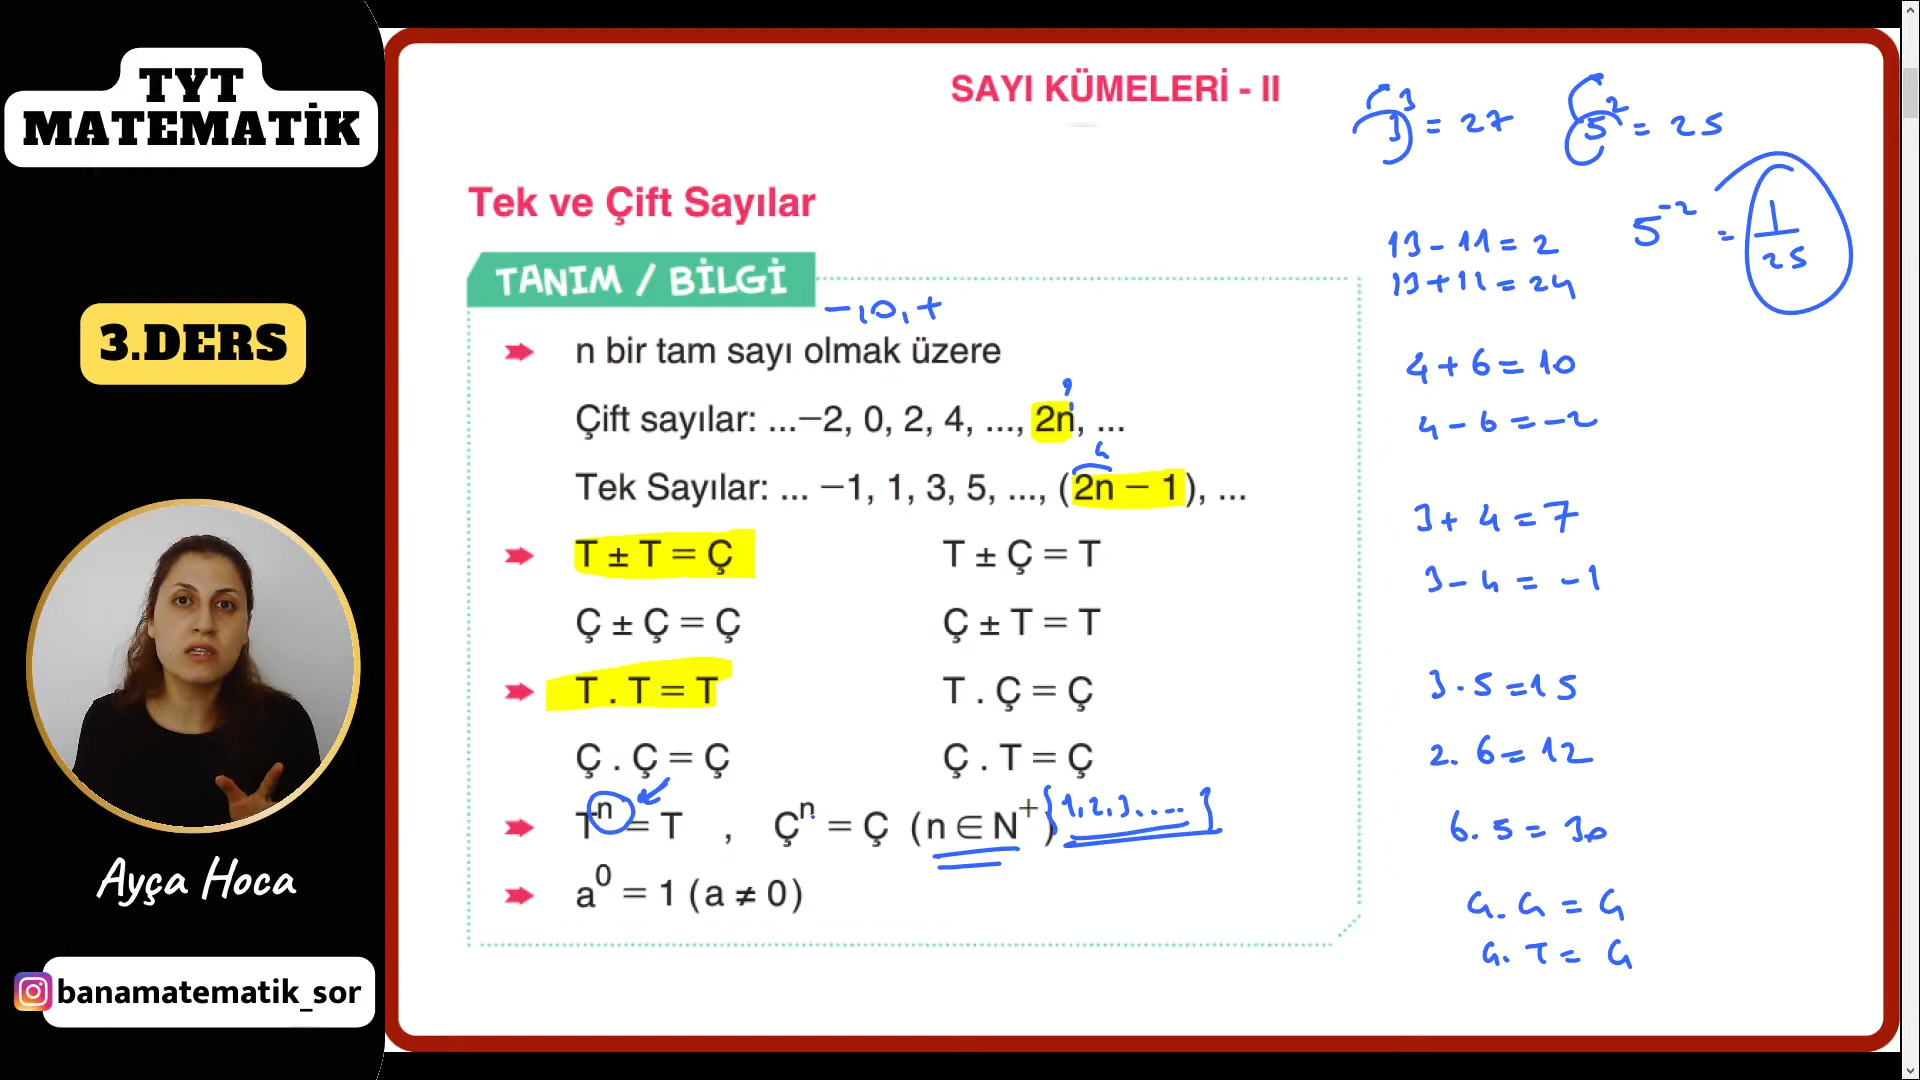 TYT
MATEMATİK
3.DERS
Ayça Hoca
banamatematik_sor
SAYI KÜMELERİ - II
Tek ve Çift Sayılar
TANIM / BİLGİ
-,0,+
n bir tam sayı olmak üzere
Çift sayılar: ...−2, 0, 2, 4, ..., 2n, ...
Ç
Tek Sayılar: ... −1, 1, 3, 5, ..., (2n − 1), ...
T ± T = Ç T ± Ç = T
Ç ± Ç = Ç Ç ± T = T
T . T = T T . Ç = Ç
Ç . Ç = Ç Ç . T = Ç
Tⁿ = T , Çⁿ = Ç (n ∈ N⁺) {1,2,3,....}
a⁰ = 1 (a ≠ 0)
3³ = 27 5² = 25
5⁻² = 1/25
13 - 11 = 2
13 + 11 = 24
4 + 6 = 10
4 - 6 = -2
3 + 4 = 7
3 - 4 = -1
3 . 5 = 15
2 . 6 = 12
6 . 5 = 30
Ç . Ç = Ç
Ç . T = Ç